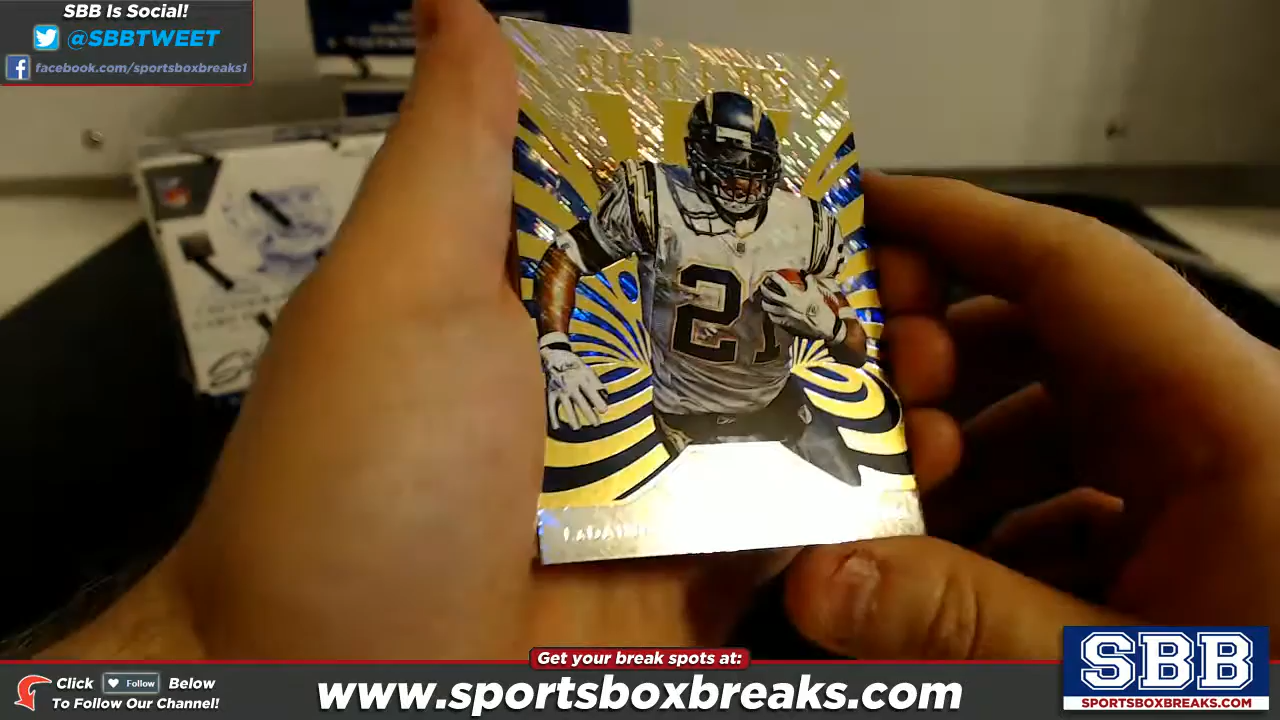 SBB Is Social!
@SBBTWEET
facebook.com/sportsboxbreaks1
21
Get your break spots at:
www.sportsboxbreaks.com
Click Follow Below
To Follow Our Channel!
SBB
SPORTSBOXBREAKS.COM